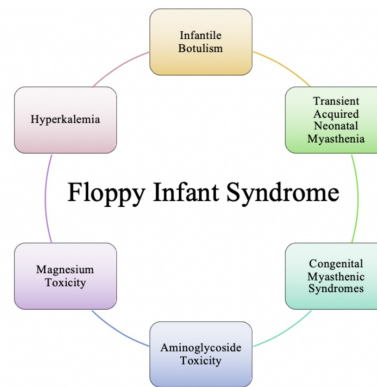 Infantile
Botulism
Hyperkalemia
Transient
Acquired
Neonatal
Myasthenia
Floppy Infant Syndrome
Magnesium
Toxicity
Congenital
Myasthenic
Syndromes
Aminoglycoside
Toxicity